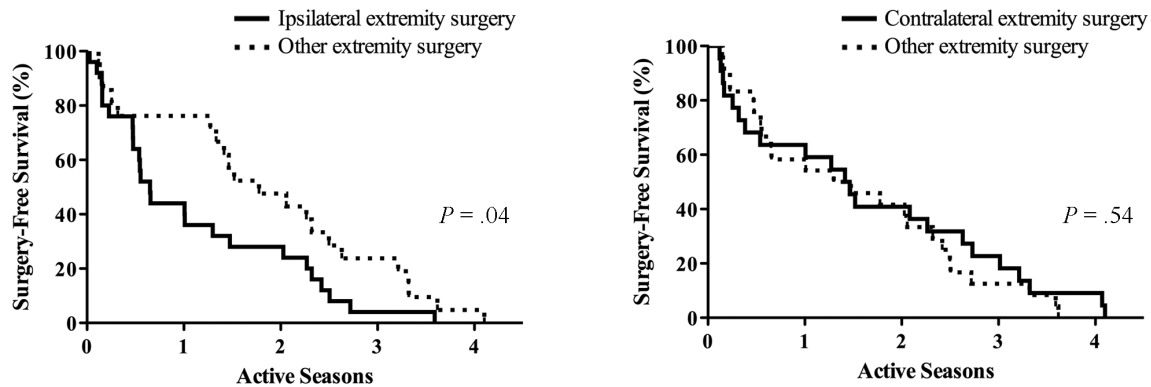 Ipsilateral extremity surgery
Other extremity surgery
Surgery-Free Survival (%)
100
80
60
40
20
0
P = .04
0 1 2 3 4
Active Seasons
Contralateral extremity surgery
Other extremity surgery
Surgery-Free Survival (%)
100
80
60
40
20
0
P = .54
0 1 2 3 4
Active Seasons